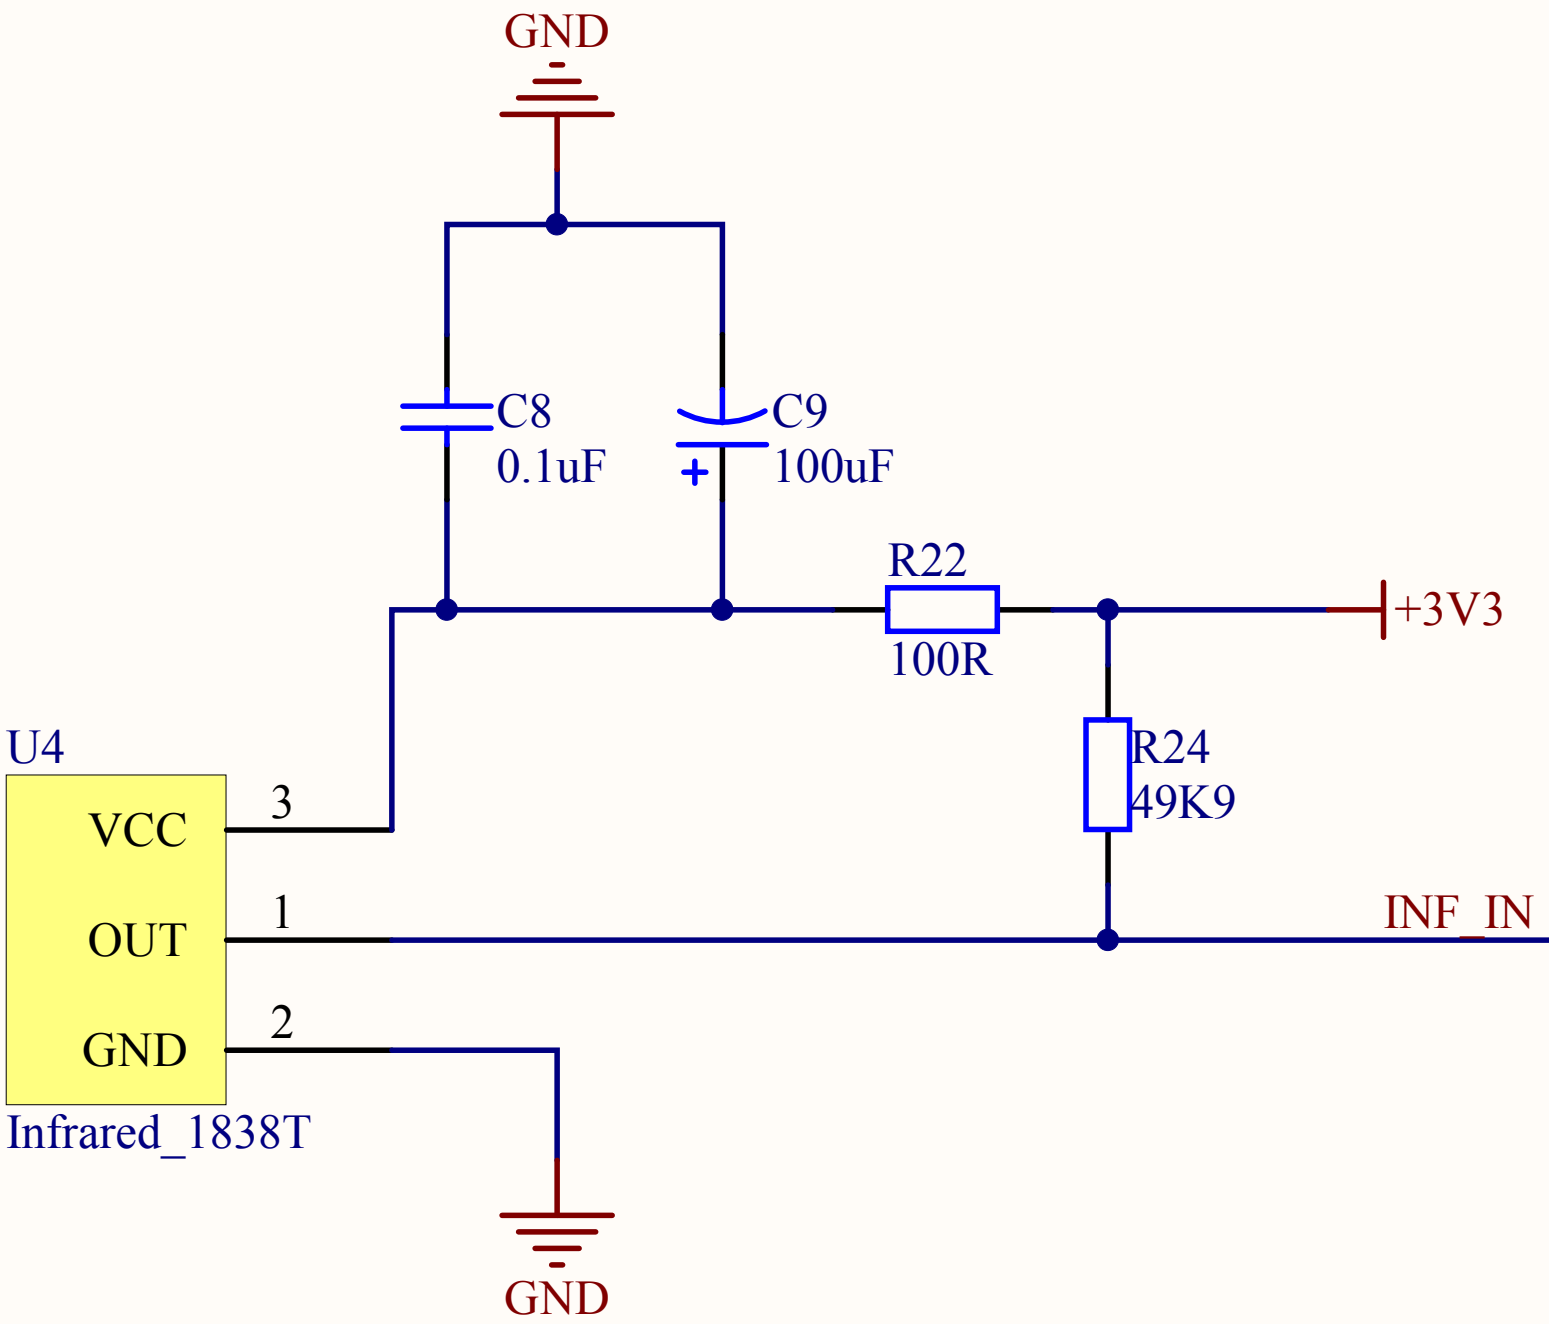 GND
C8
0.1uF
C9
100uF
+
R22
100R
+3V3
R24
49K9
U4
VCC
3
OUT
1
GND
2
Infrared_1838T
INF_IN
GND